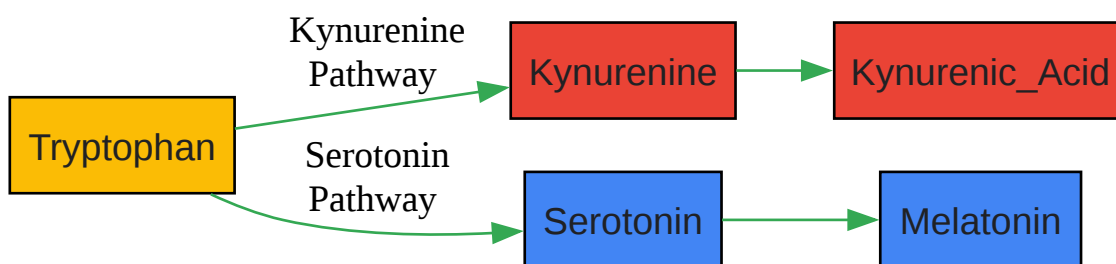 Kynurenine
Pathway
Kynurenine
Kynurenic_Acid
Tryptophan
Serotonin
Pathway
Serotonin
Melatonin